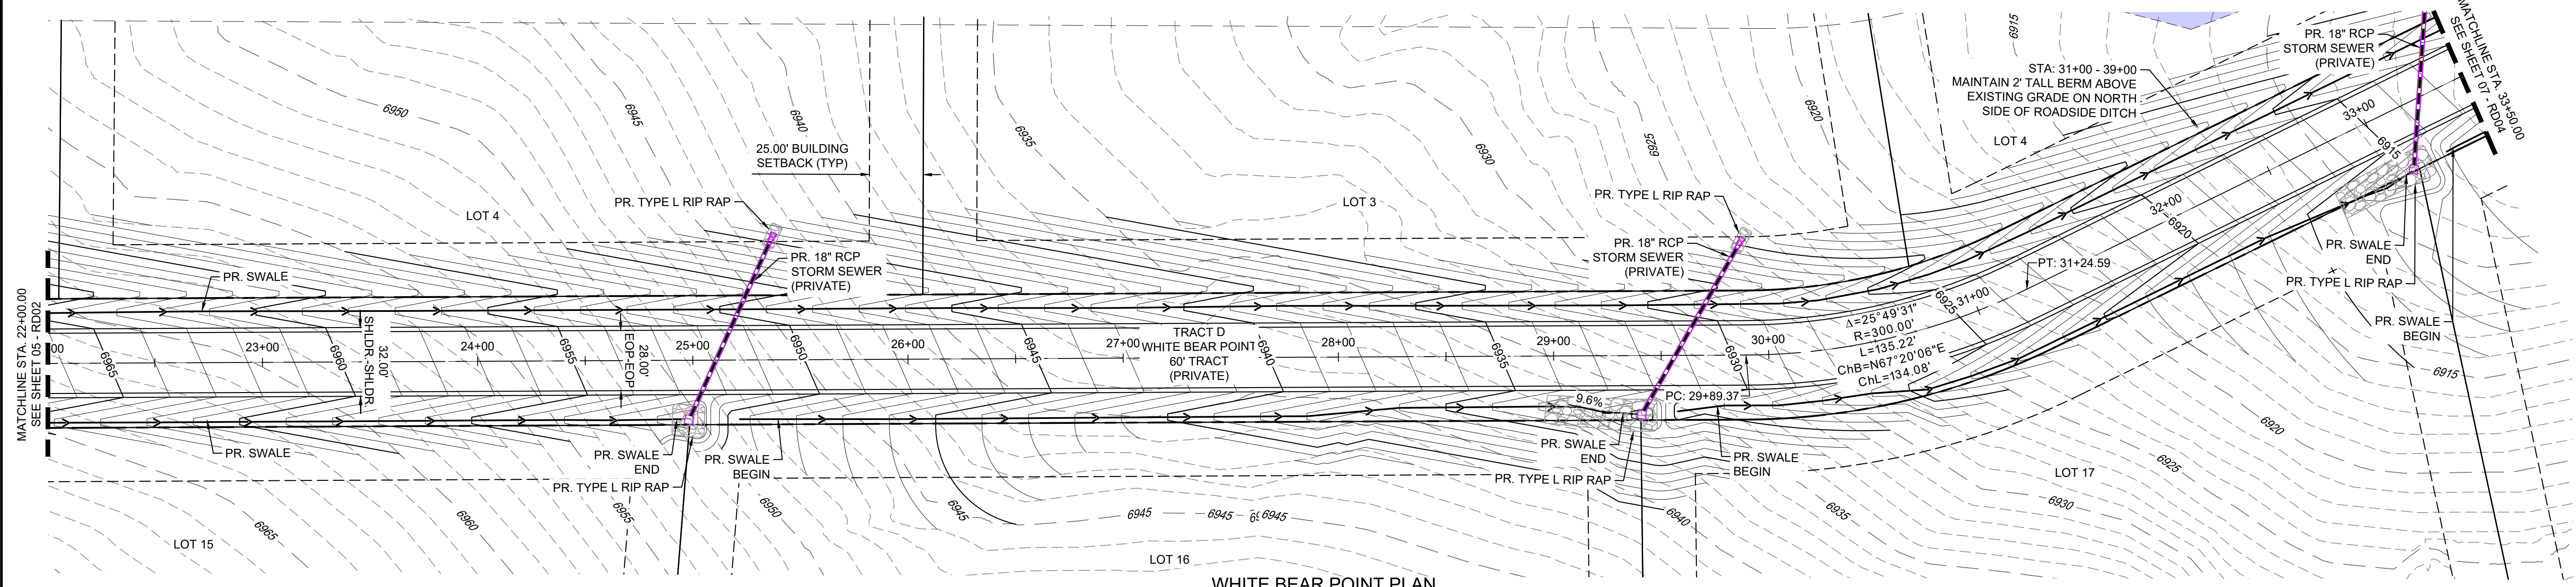 MATCHLINE STA. 22+00.00
SEE SHEET 05 - RD002
6950
6945
6940
6935
6930
6925
6920
6915
25.00' BUILDING
SETBACK (TYP)
PR. TYPE L RIP RAP
LOT 4
PR. 18" RCP
STORM SEWER
(PRIVATE)
PR. SWALE
LOT 3
PR. TYPE L RIP RAP
PR. 18" RCP
STORM SEWER
(PRIVATE)
STA: 31+00 - 39+00
MAINTAIN 2' TALL BERM ABOVE
EXISTING GRADE ON NORTH
SIDE OF ROADSIDE DITCH
LOT 4
PR. 18" RCP
STORM SEWER
(PRIVATE)
MATCHLINE STA. 33+50.00
SEE SHEET 07 - RD04
00
23+00
24+00
25+00
26+00
27+00
28+00
29+00
30+00
31+00
32+00
33+00
6965
6960
6955
6950
6945
6940
6935
6930
6925
6920
6915
32.00'
SHLDR.-SHLDR.
28.00'
EOP-EOP
TRACT D
WHITE BEAR POINT
60' TRACT
(PRIVATE)
Δ=25°49'31"
R=300.00'
L=135.22'
ChB=N67°20'06"E
ChL=134.08'
PT: 31+24.59
PC: 29+89.37
9.6%
PR. SWALE
PR. SWALE
END
PR. TYPE L RIP RAP
PR. SWALE
BEGIN
PR. SWALE
END
PR. TYPE L RIP RAP
PR. SWALE
BEGIN
PR. SWALE
END
PR. TYPE L RIP RAP
PR. SWALE
BEGIN
LOT 15
LOT 16
LOT 17
6965
6960
6955
6950
6945
6945
6945
6945
6940
6935
6930
6925
6920
6915
WHITE BEAR POINT PLAN